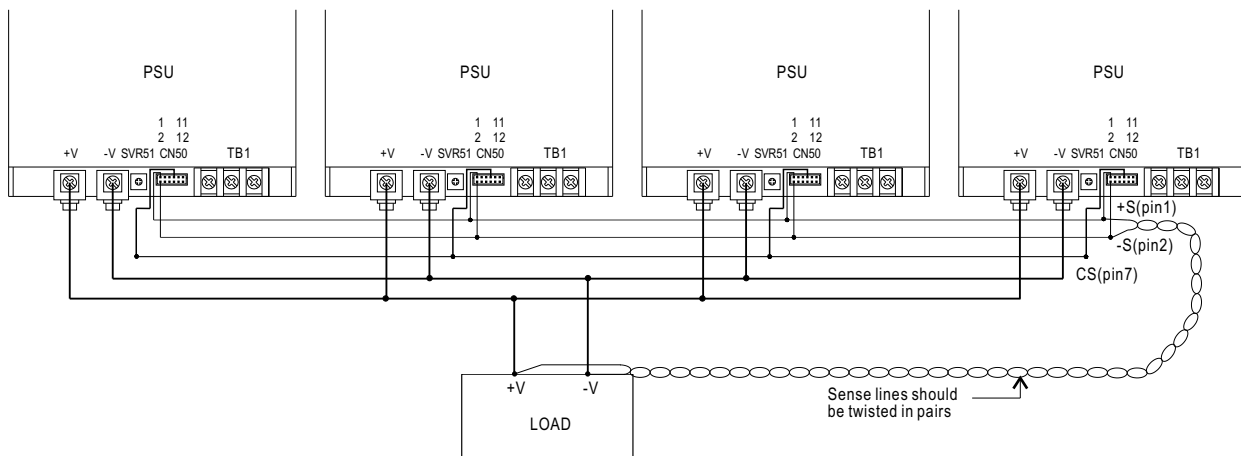 PSU PSU PSU PSU
1 11 1 11 1 11 1 11
2 12 2 12 2 12 2 12
+V -V SVR51 CN50 TB1 +V -V SVR51 CN50 TB1 +V -V SVR51 CN50 TB1 +V -V SVR51 CN50 TB1
+S(pin1)
-S(pin2)
CS(pin7)
+V -V
LOAD
Sense lines should
be twisted in pairs